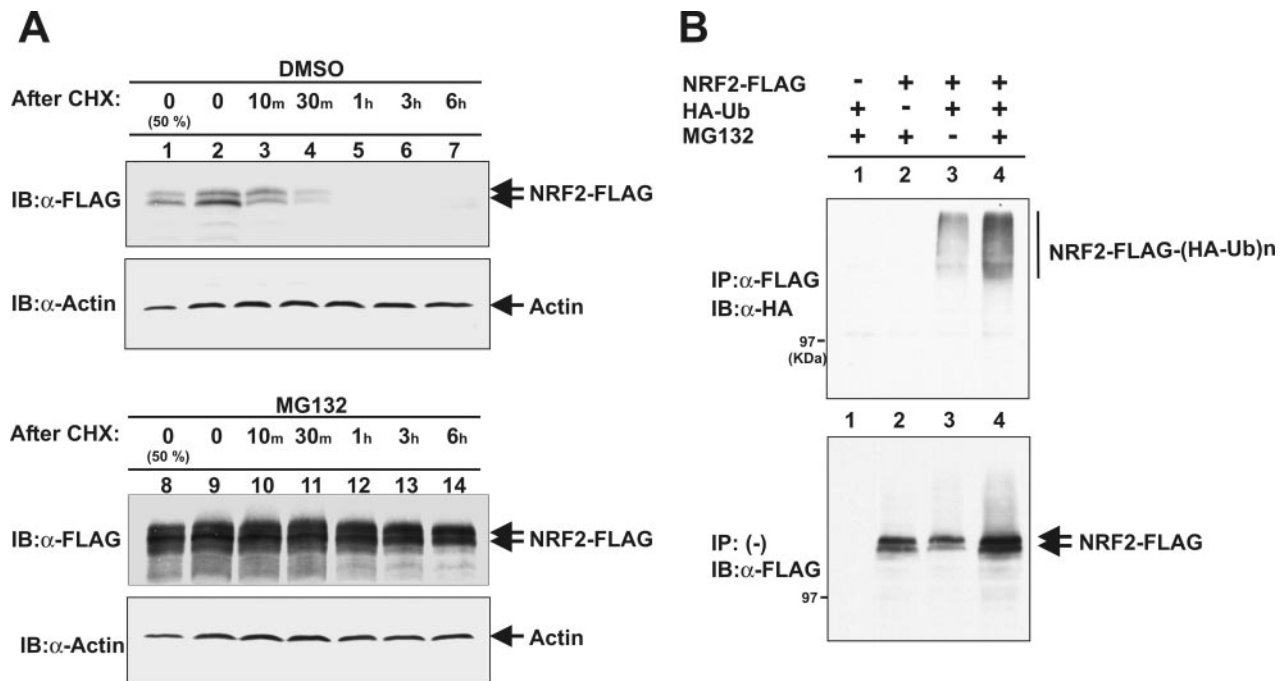 A
DMSO
After CHX: 0 0 10m 30m 1h 3h 6h
(50 %)
1 2 3 4 5 6 7
IB:α-FLAG NRF2-FLAG
IB:α-Actin Actin
MG132
After CHX: 0 0 10m 30m 1h 3h 6h
(50 %)
8 9 10 11 12 13 14
IB:α-FLAG NRF2-FLAG
IB:α-Actin Actin
B
NRF2-FLAG - + + +
HA-Ub + - + +
MG132 + + - +
1 2 3 4
NRF2-FLAG-(HA-Ub)n
IP:α-FLAG
IB:α-HA
97
(KDa)
1 2 3 4
IP: (-) NRF2-FLAG
IB:α-FLAG
97